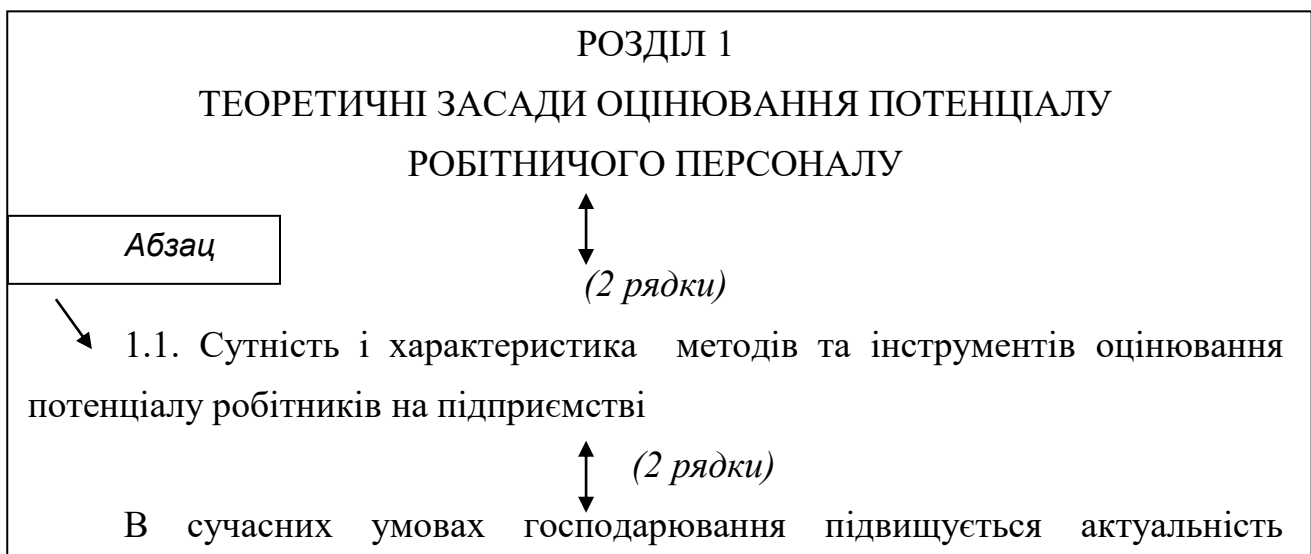 РОЗДІЛ 1
ТЕОРЕТИЧНІ ЗАСАДИ ОЦІНЮВАННЯ ПОТЕНЦІАЛУ
РОБІТНИЧОГО ПЕРСОНАЛУ
Абзац
(2 рядки)
1.1. Сутність і характеристика методів та інструментів оцінювання
потенціалу робітників на підприємстві
(2 рядки)
В сучасних умовах господарювання підвищується актуальність